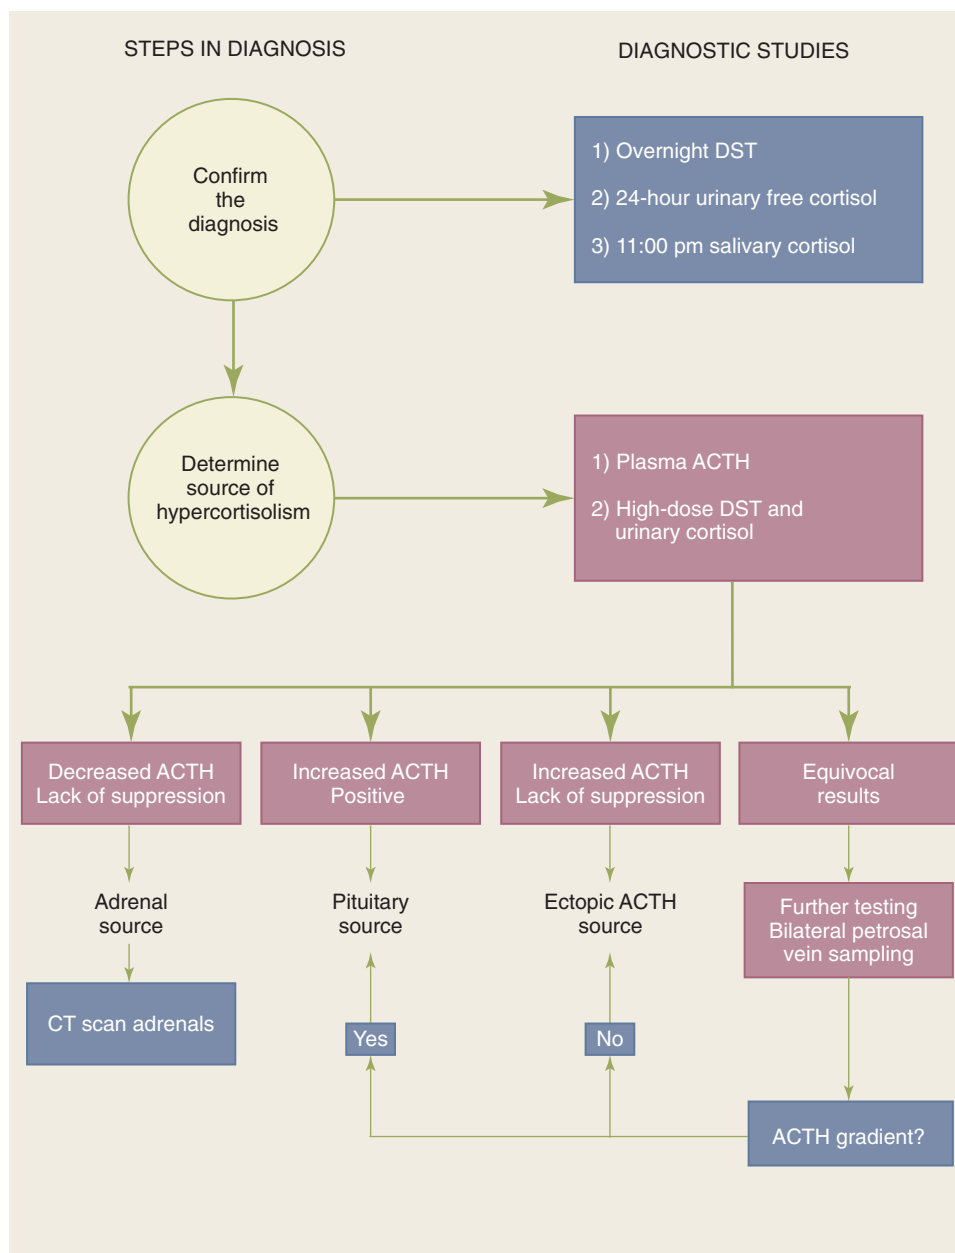 STEPS IN DIAGNOSIS
DIAGNOSTIC STUDIES
Confirm
the
diagnosis
1) Overnight DST
2) 24-hour urinary free cortisol
3) 11:00 pm salivary cortisol
Determine
source of
hypercortisolism
1) Plasma ACTH
2) High-dose DST and
urinary cortisol
Decreased ACTH
Lack of suppression
Increased ACTH
Positive
Increased ACTH
Lack of suppression
Equivocal
results
Adrenal
source
Pituitary
source
Ectopic ACTH
source
Further testing
Bilateral petrosal
vein sampling
CT scan adrenals
Yes
No
ACTH gradient?